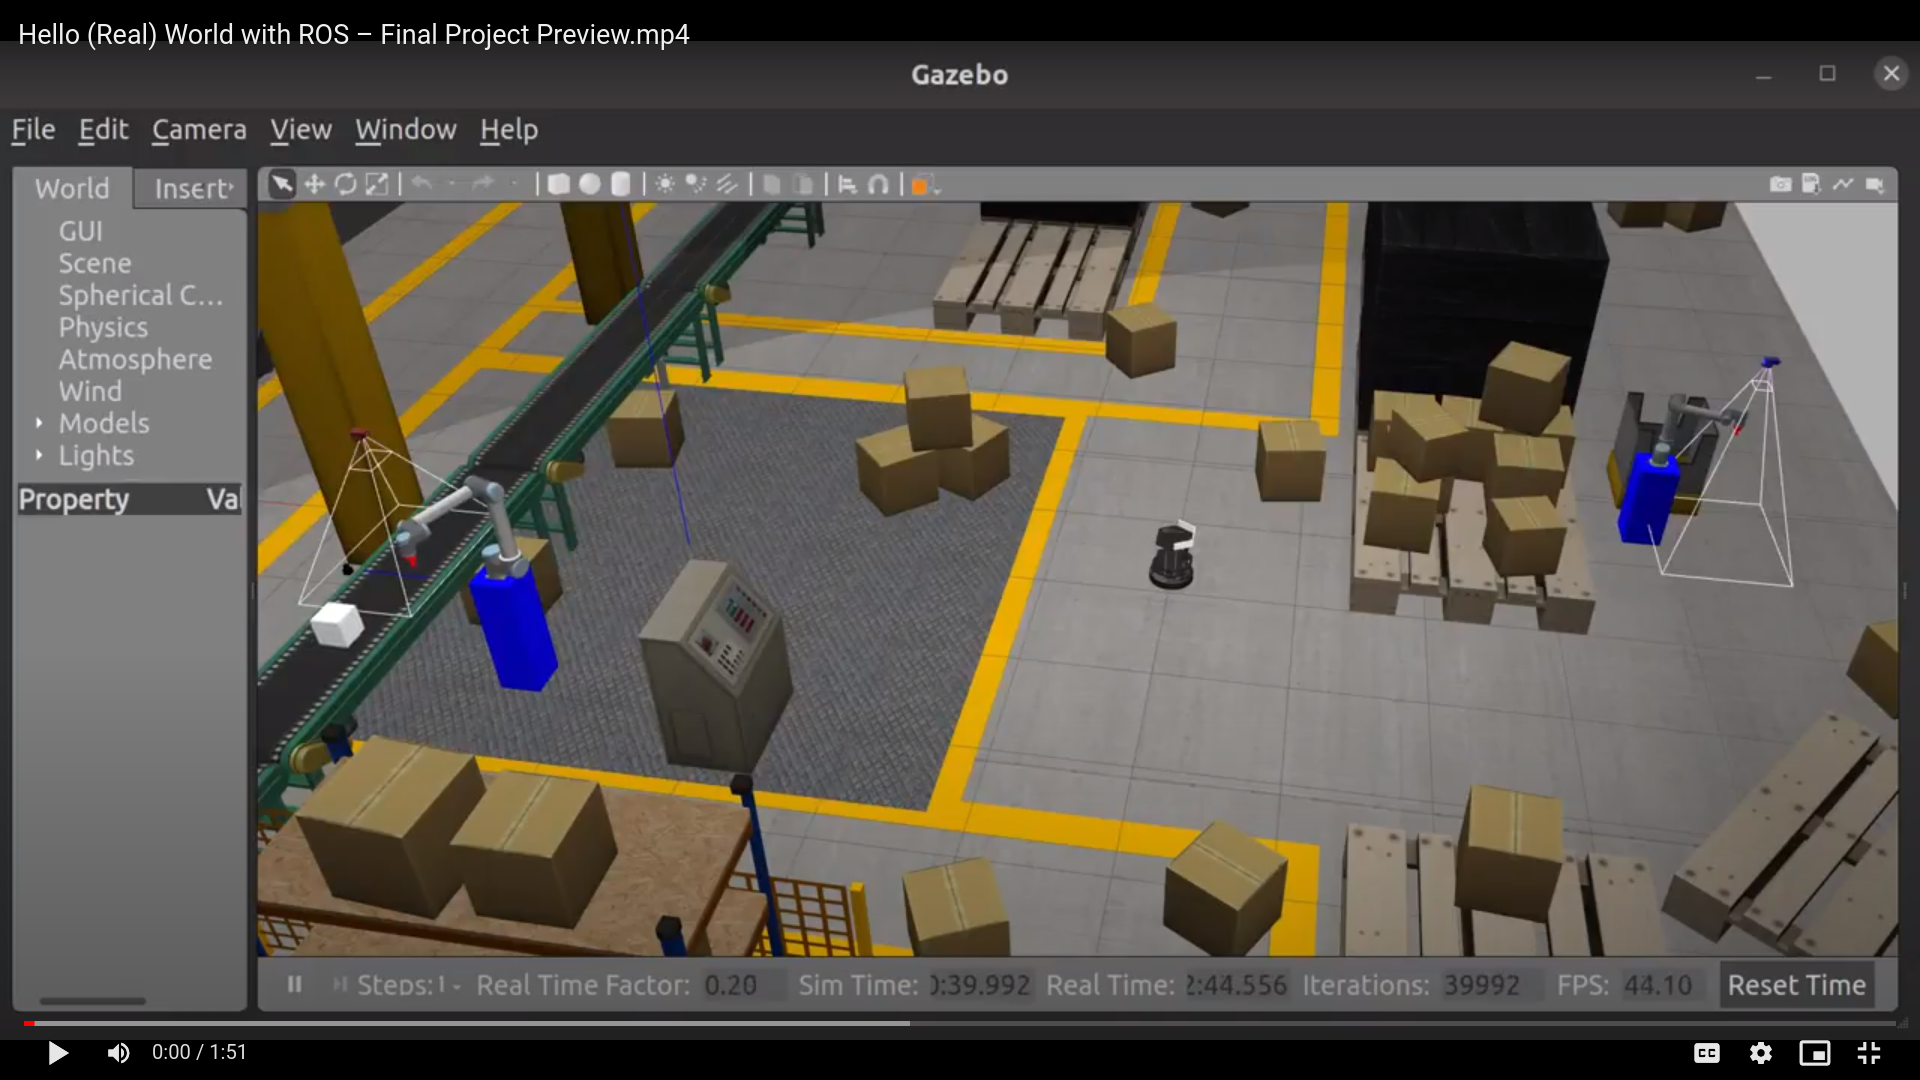 Hello (Real) World with ROS – Final Project Preview.mp4
Gazebo
File Edit Camera View Window Help
World Insert
GUI
Scene
Spherical C...
Physics
Atmosphere
Wind
Models
Lights
Property Val
Steps: 1 Real Time Factor: 0.20 Sim Time: 0:39.992 Real Time: 2:44.556 Iterations: 39992 FPS: 44.10 Reset Time
0:00 / 1:51 CC